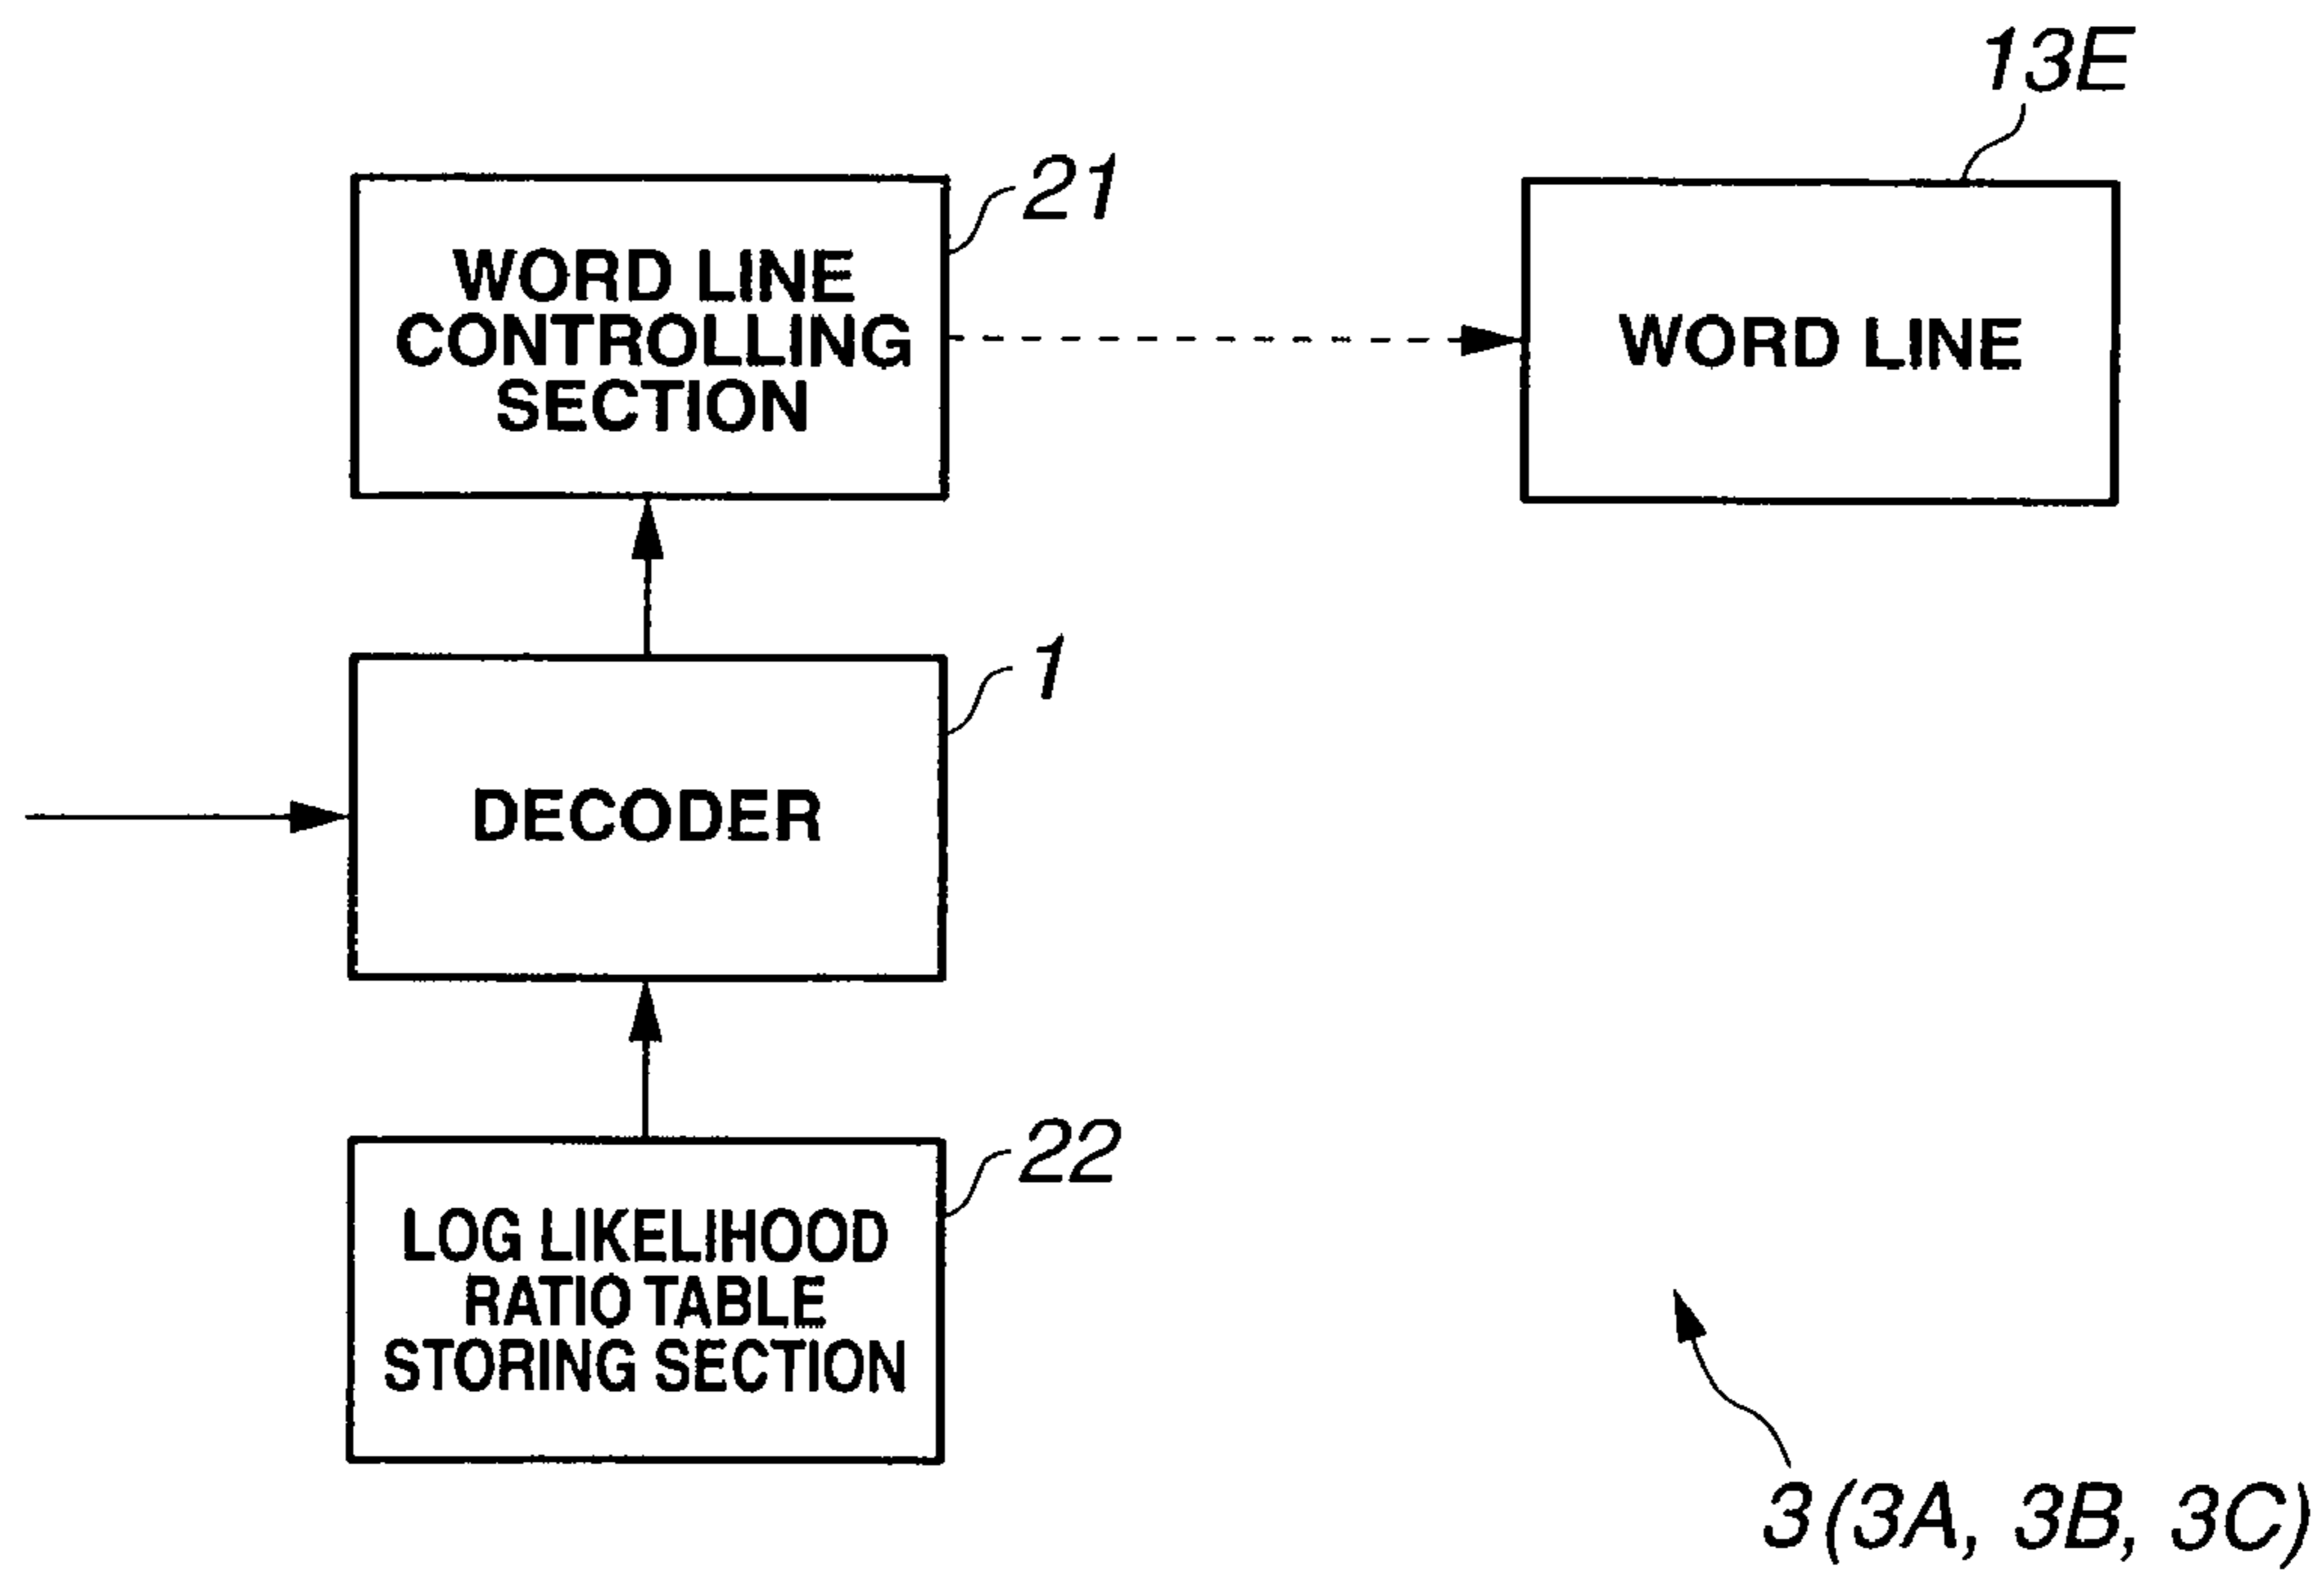 13E
21
WORD LINE
CONTROLLING
SECTION
WORD LINE
1
DECODER
22
LOG LIKELIHOOD
RATIO TABLE
STORING SECTION
3(3A, 3B, 3C)